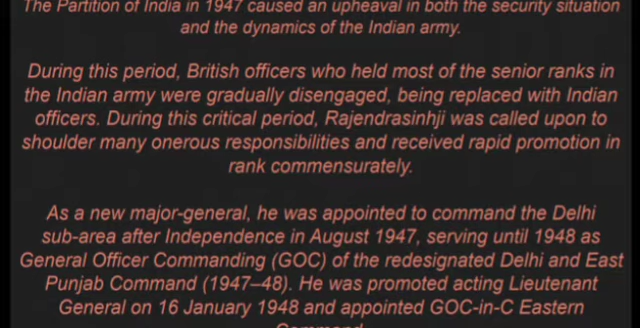 The Partition of India in 1947 caused an upheaval in both the security situation
and the dynamics of the Indian army.
During this period, British officers who held most of the senior ranks in
the Indian army were gradually disengaged, being replaced with Indian
officers. During this critical period, Rajendrasinhji was called upon to
shoulder many onerous responsibilities and received rapid promotion in
rank commensurately.
As a new major-general, he was appointed to command the Delhi
sub-area after Independence in August 1947, serving until 1948 as
General Officer Commanding (GOC) of the redesignated Delhi and East
Punjab Command (1947–48). He was promoted acting Lieutenant
General on 16 January 1948 and appointed GOC-in-C Eastern